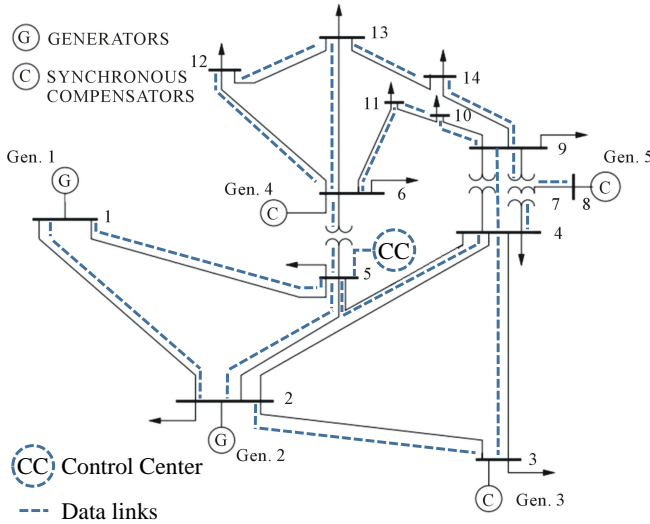 G GENERATORS
C SYNCHRONOUS
COMPENSATORS
13
12
14
11
10
Gen. 1
G
9
Gen. 5
Gen. 4
6
C
7
8
C
1
CC
4
5
2
G
Gen. 2
3
CC Control Center
C
Gen. 3
Data links